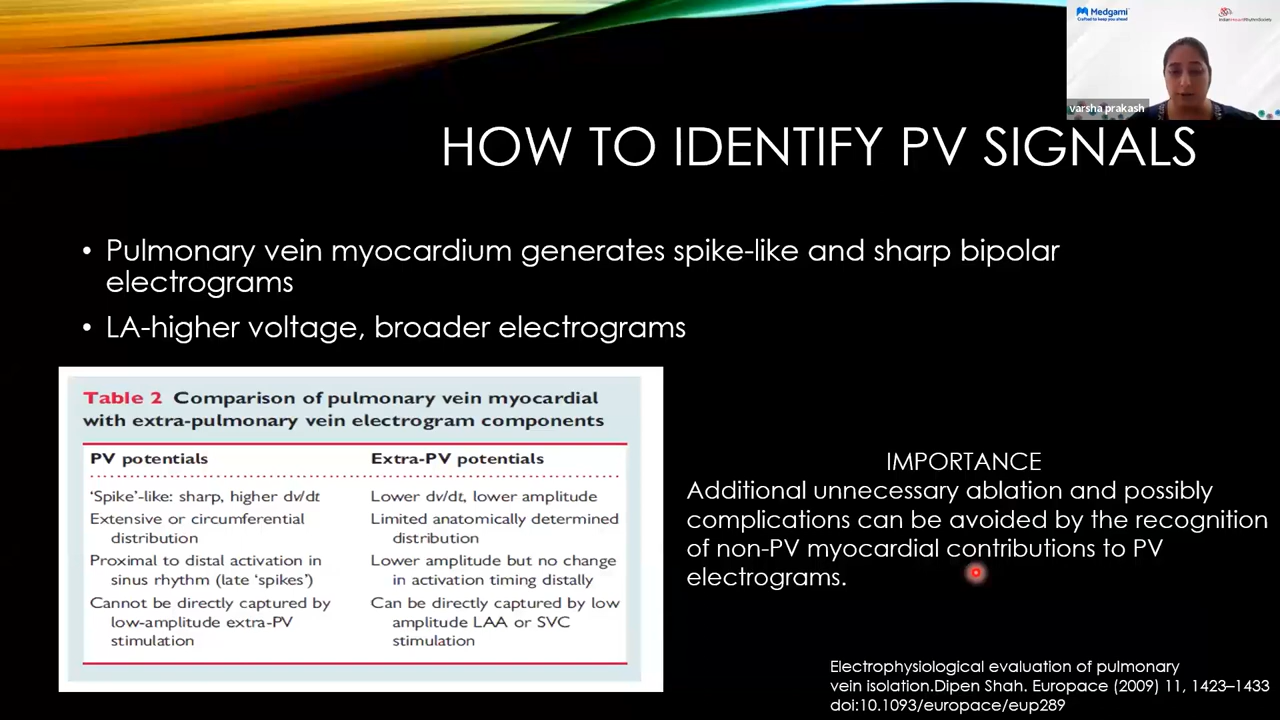 Medgami
Crafted to keep you ahead
varsha prakash
HOW TO IDENTIFY PV SIGNALS
• Pulmonary vein myocardium generates spike-like and sharp bipolar
electrograms
• LA-higher voltage, broader electrograms
Table 2 Comparison of pulmonary vein myocardial
with extra-pulmonary vein electrogram components
PV potentials Extra-PV potentials
‘Spike’-like: sharp, higher dv/dt Lower dv/dt, lower amplitude
Extensive or circumferential Limited anatomically determined
distribution distribution
Proximal to distal activation in Lower amplitude but no change
sinus rhythm (late ‘spikes’) in activation timing distally
Cannot be directly captured by Can be directly captured by low
low-amplitude extra-PV amplitude LAA or SVC
stimulation stimulation
IMPORTANCE
Additional unnecessary ablation and possibly
complications can be avoided by the recognition
of non-PV myocardial contributions to PV
electrograms.
Electrophysiological evaluation of pulmonary
vein isolation.Dipen Shah. Europace (2009) 11, 1423–1433
doi:10.1093/europace/eup289